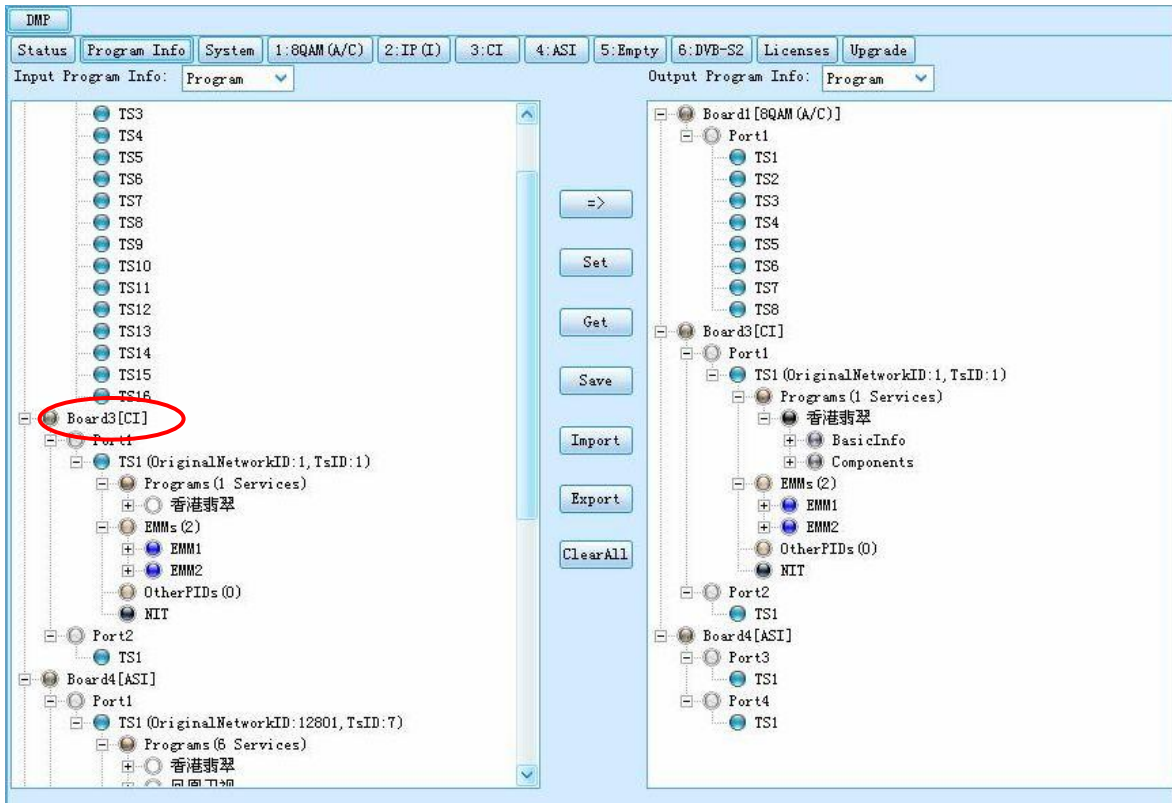 DMP
Status Program Info System 1:8QAM(A/C) 2:IP(I) 3:CI 4:ASI 5:Empty 6:DVB-S2 Licenses Upgrade
Input Program Info: Program
Output Program Info: Program
TS3
TS4
TS5
TS6
TS7
TS8
TS9
TS10
TS11
TS12
TS13
TS14
TS15
TS16
Board3[CI]
Port1
TS1(OriginalNetworkID:1,TsID:1)
Programs(1 Services)
香港翡翠
EMMs(2)
EMM1
EMM2
OtherPIDs(0)
NIT
Port2
TS1
Board4[ASI]
Port1
TS1(OriginalNetworkID:12801,TsID:7)
Programs(6 Services)
香港翡翠
=>
Set
Get
Save
Import
Export
ClearAll
Board1[8QAM(A/C)]
Port1
TS1
TS2
TS3
TS4
TS5
TS6
TS7
TS8
Board3[CI]
Port1
TS1(OriginalNetworkID:1,TsID:1)
Programs(1 Services)
香港翡翠
BasicInfo
Components
EMMs(2)
EMM1
EMM2
OtherPIDs(0)
NIT
Port2
TS1
Board4[ASI]
Port3
TS1
Port4
TS1